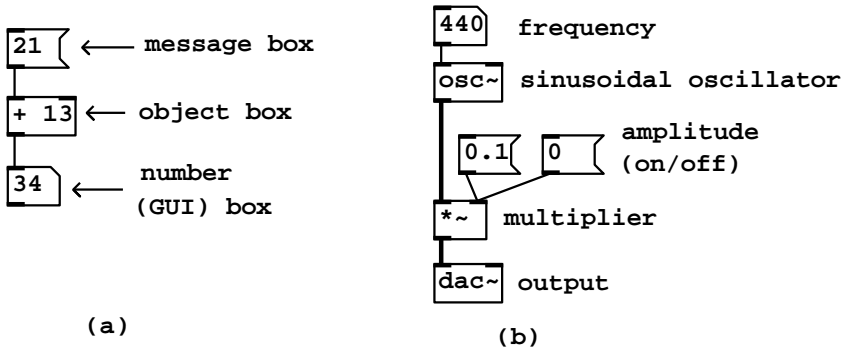 21
message box
+ 13
object box
34
number
(GUI) box
(a)
440
frequency
osc~
sinusoidal oscillator
0.1
0
amplitude
(on/off)
*~
multiplier
dac~
output
(b)